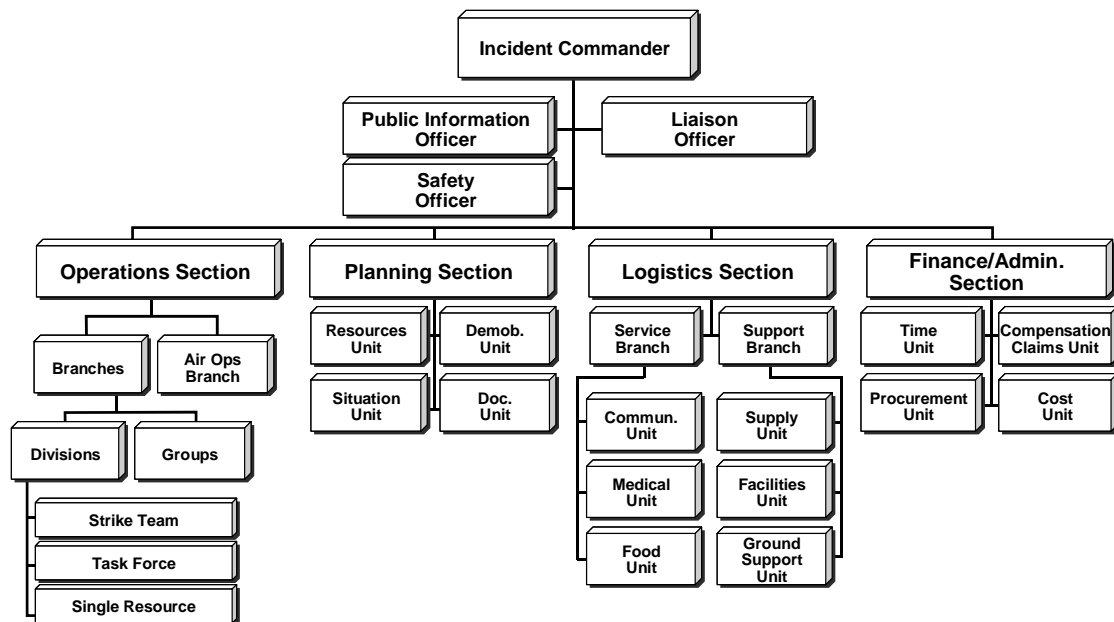 Incident Commander
Public Information
Officer
Liaison
Officer
Safety
Officer
Operations Section
Planning Section
Logistics Section
Finance/Admin.
Section
Resources
Unit
Demob.
Unit
Service
Branch
Support
Branch
Time
Unit
Compensation
Claims Unit
Branches
Air Ops
Branch
Situation
Unit
Doc.
Unit
Procurement
Unit
Cost
Unit
Commun.
Unit
Supply
Unit
Divisions
Groups
Medical
Unit
Facilities
Unit
Strike Team
Task Force
Food
Unit
Ground
Support
Unit
Single Resource